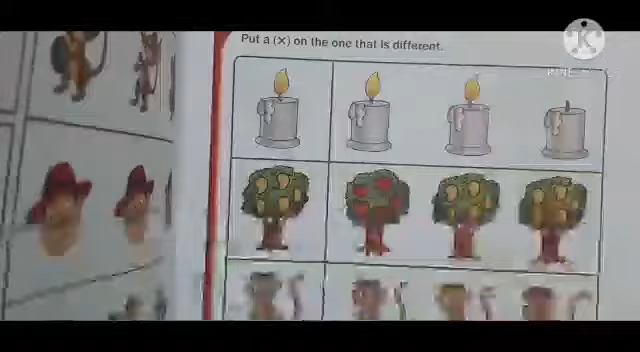 Put a (✕) on the one that is different.
K